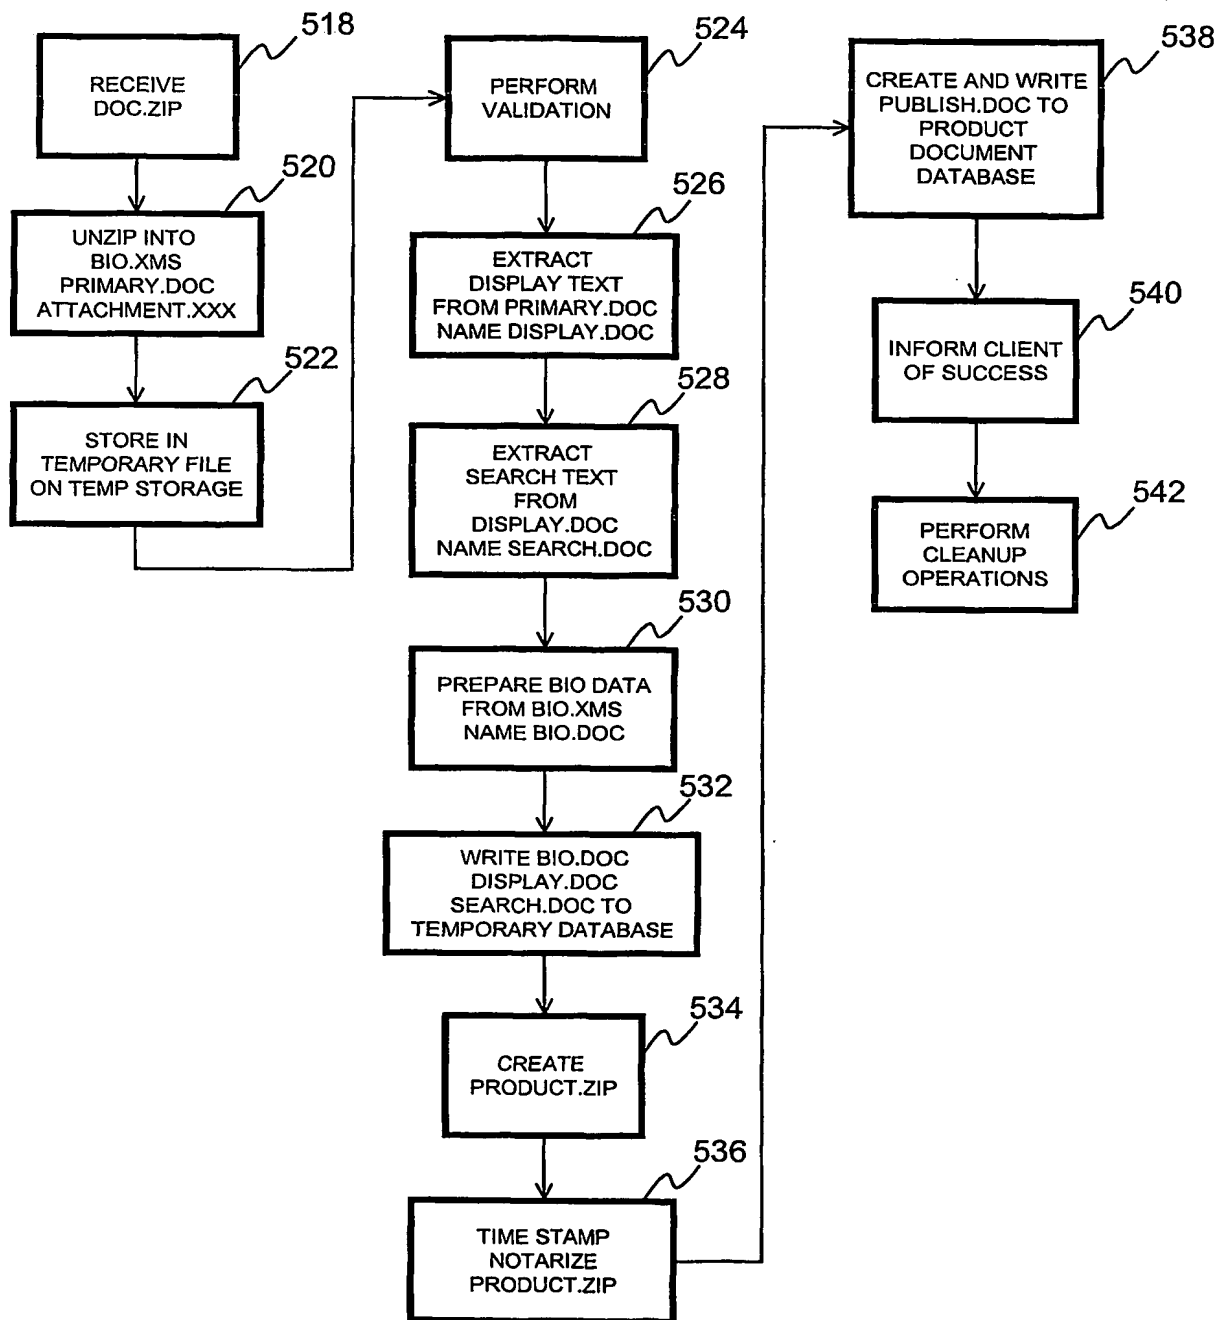 518
RECEIVE
DOC.ZIP
520
UNZIP INTO
BIO.XMS
PRIMARY.DOC
ATTACHMENT.XXX
522
STORE IN
TEMPORARY FILE
ON TEMP STORAGE
524
PERFORM
VALIDATION
526
EXTRACT
DISPLAY TEXT
FROM PRIMARY.DOC
NAME DISPLAY.DOC
528
EXTRACT
SEARCH TEXT
FROM
DISPLAY.DOC
NAME SEARCH.DOC
530
PREPARE BIO DATA
FROM BIO.XMS
NAME BIO.DOC
532
WRITE BIO.DOC
DISPLAY.DOC
SEARCH.DOC TO
TEMPORARY DATABASE
534
CREATE
PRODUCT.ZIP
536
TIME STAMP
NOTARIZE
PRODUCT.ZIP
538
CREATE AND WRITE
PUBLISH.DOC TO
PRODUCT
DOCUMENT
DATABASE
540
INFORM CLIENT
OF SUCCESS
542
PERFORM
CLEANUP
OPERATIONS